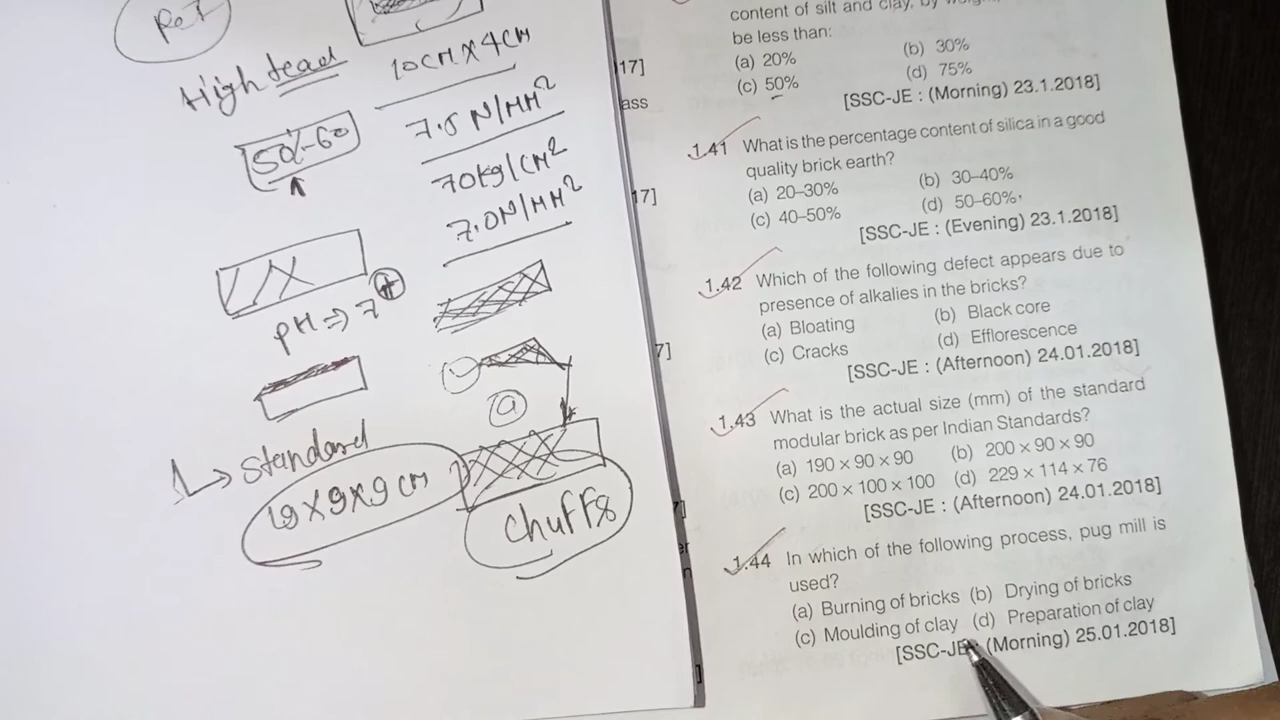 High tead
10CM X 4CM
50%-60
7.5 N/MM²
70kg/CM²
7.0N/MM²
PH => 7
1 → Standard
19 X 9 X 9 CM
a
Chuffs
17]
ass
17]
7]
7]
er
n
]
content of silt and clay, by weight,
be less than:
(a) 20% (b) 30%
(c) 50% (d) 75%
[SSC-JE : (Morning) 23.1.2018]
1.41 What is the percentage content of silica in a good
quality brick earth?
(a) 20–30% (b) 30–40%
(c) 40–50% (d) 50–60%
[SSC-JE : (Evening) 23.1.2018]
1.42 Which of the following defect appears due to
presence of alkalies in the bricks?
(a) Bloating (b) Black core
(c) Cracks (d) Efflorescence
[SSC-JE : (Afternoon) 24.01.2018]
1.43 What is the actual size (mm) of the standard
modular brick as per Indian Standards?
(a) 190 × 90 × 90 (b) 200 × 90 × 90
(c) 200 × 100 × 100 (d) 229 × 114 × 76
[SSC-JE : (Afternoon) 24.01.2018]
1.44 In which of the following process, pug mill is
used?
(a) Burning of bricks (b) Drying of bricks
(c) Moulding of clay (d) Preparation of clay
[SSC-JE : (Morning) 25.01.2018]